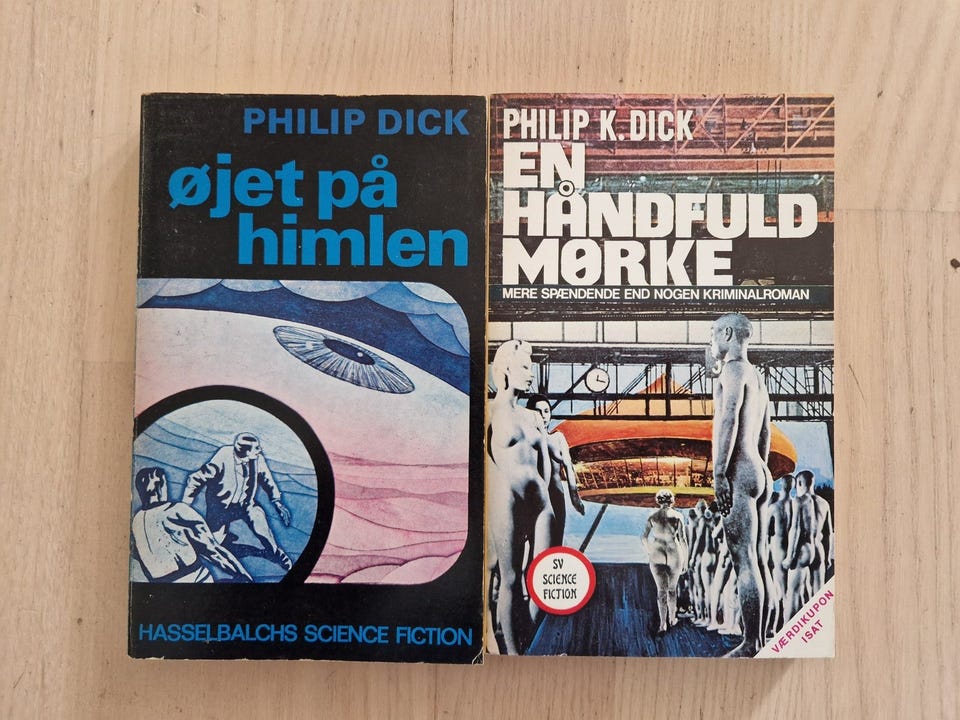 PHILIP DICK
øjet på
himlen
HASSELBALCHS SCIENCE FICTION
PHILIP K. DICK
EN
HÅNDFULD
MØRKE
MERE SPÆNDENDE END NOGEN KRIMINALROMAN
SV
SCIENCE
FICTION
VÆRDIKUPON
ISAT